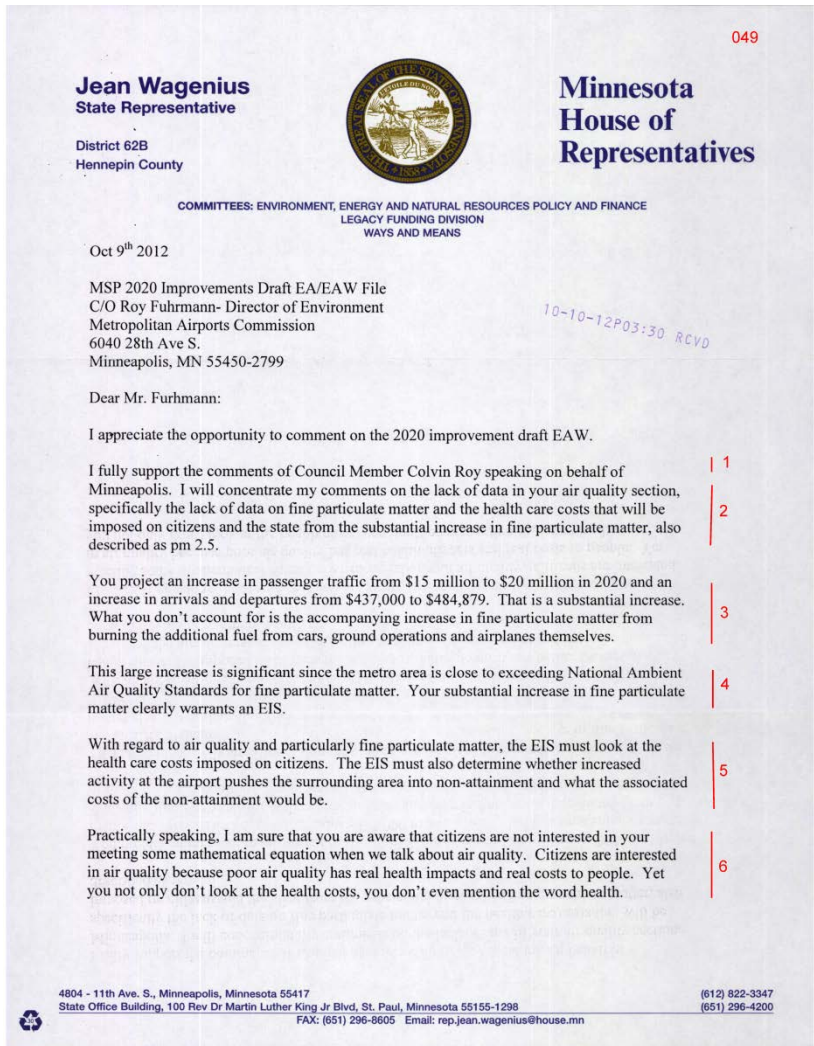 049
Jean Wagenius
State Representative
District 62B
Hennepin County
THE GREAT SEAL OF THE STATE OF MINNESOTA
L'ETOILE DU NORD
1858
Minnesota
House of
Representatives
COMMITTEES: ENVIRONMENT, ENERGY AND NATURAL RESOURCES POLICY AND FINANCE
LEGACY FUNDING DIVISION
WAYS AND MEANS
Oct 9th 2012
MSP 2020 Improvements Draft EA/EAW File
C/O Roy Fuhrmann- Director of Environment
Metropolitan Airports Commission
6040 28th Ave S.
Minneapolis, MN 55450-2799
10-10-12P03:30 RCVD
Dear Mr. Furhmann:
I appreciate the opportunity to comment on the 2020 improvement draft EAW.
I fully support the comments of Council Member Colvin Roy speaking on behalf of
1
Minneapolis.  I will concentrate my comments on the lack of data in your air quality section,
specifically the lack of data on fine particulate matter and the health care costs that will be
2
imposed on citizens and the state from the substantial increase in fine particulate matter, also
described as pm 2.5.
You project an increase in passenger traffic from $15 million to $20 million in 2020 and an
increase in arrivals and departures from $437,000 to $484,879.  That is a substantial increase.
What you don't account for is the accompanying increase in fine particulate matter from
3
burning the additional fuel from cars, ground operations and airplanes themselves.
This large increase is significant since the metro area is close to exceeding National Ambient
Air Quality Standards for fine particulate matter.  Your substantial increase in fine particulate
4
matter clearly warrants an EIS.
With regard to air quality and particularly fine particulate matter, the EIS must look at the
health care costs imposed on citizens.  The EIS must also determine whether increased
5
activity at the airport pushes the surrounding area into non-attainment and what the associated
costs of the non-attainment would be.
Practically speaking, I am sure that you are aware that citizens are not interested in your
meeting some mathematical equation when we talk about air quality.  Citizens are interested
in air quality because poor air quality has real health impacts and real costs to people.  Yet
6
you not only don't look at the health costs, you don't even mention the word health.
4804 - 11th Ave. S., Minneapolis, Minnesota 55417
(612) 822-3347
State Office Building, 100 Rev Dr Martin Luther King Jr Blvd, St. Paul, Minnesota 55155-1298
(651) 296-4200
FAX: (651) 296-8605   Email: rep.jean.wagenius@house.mn